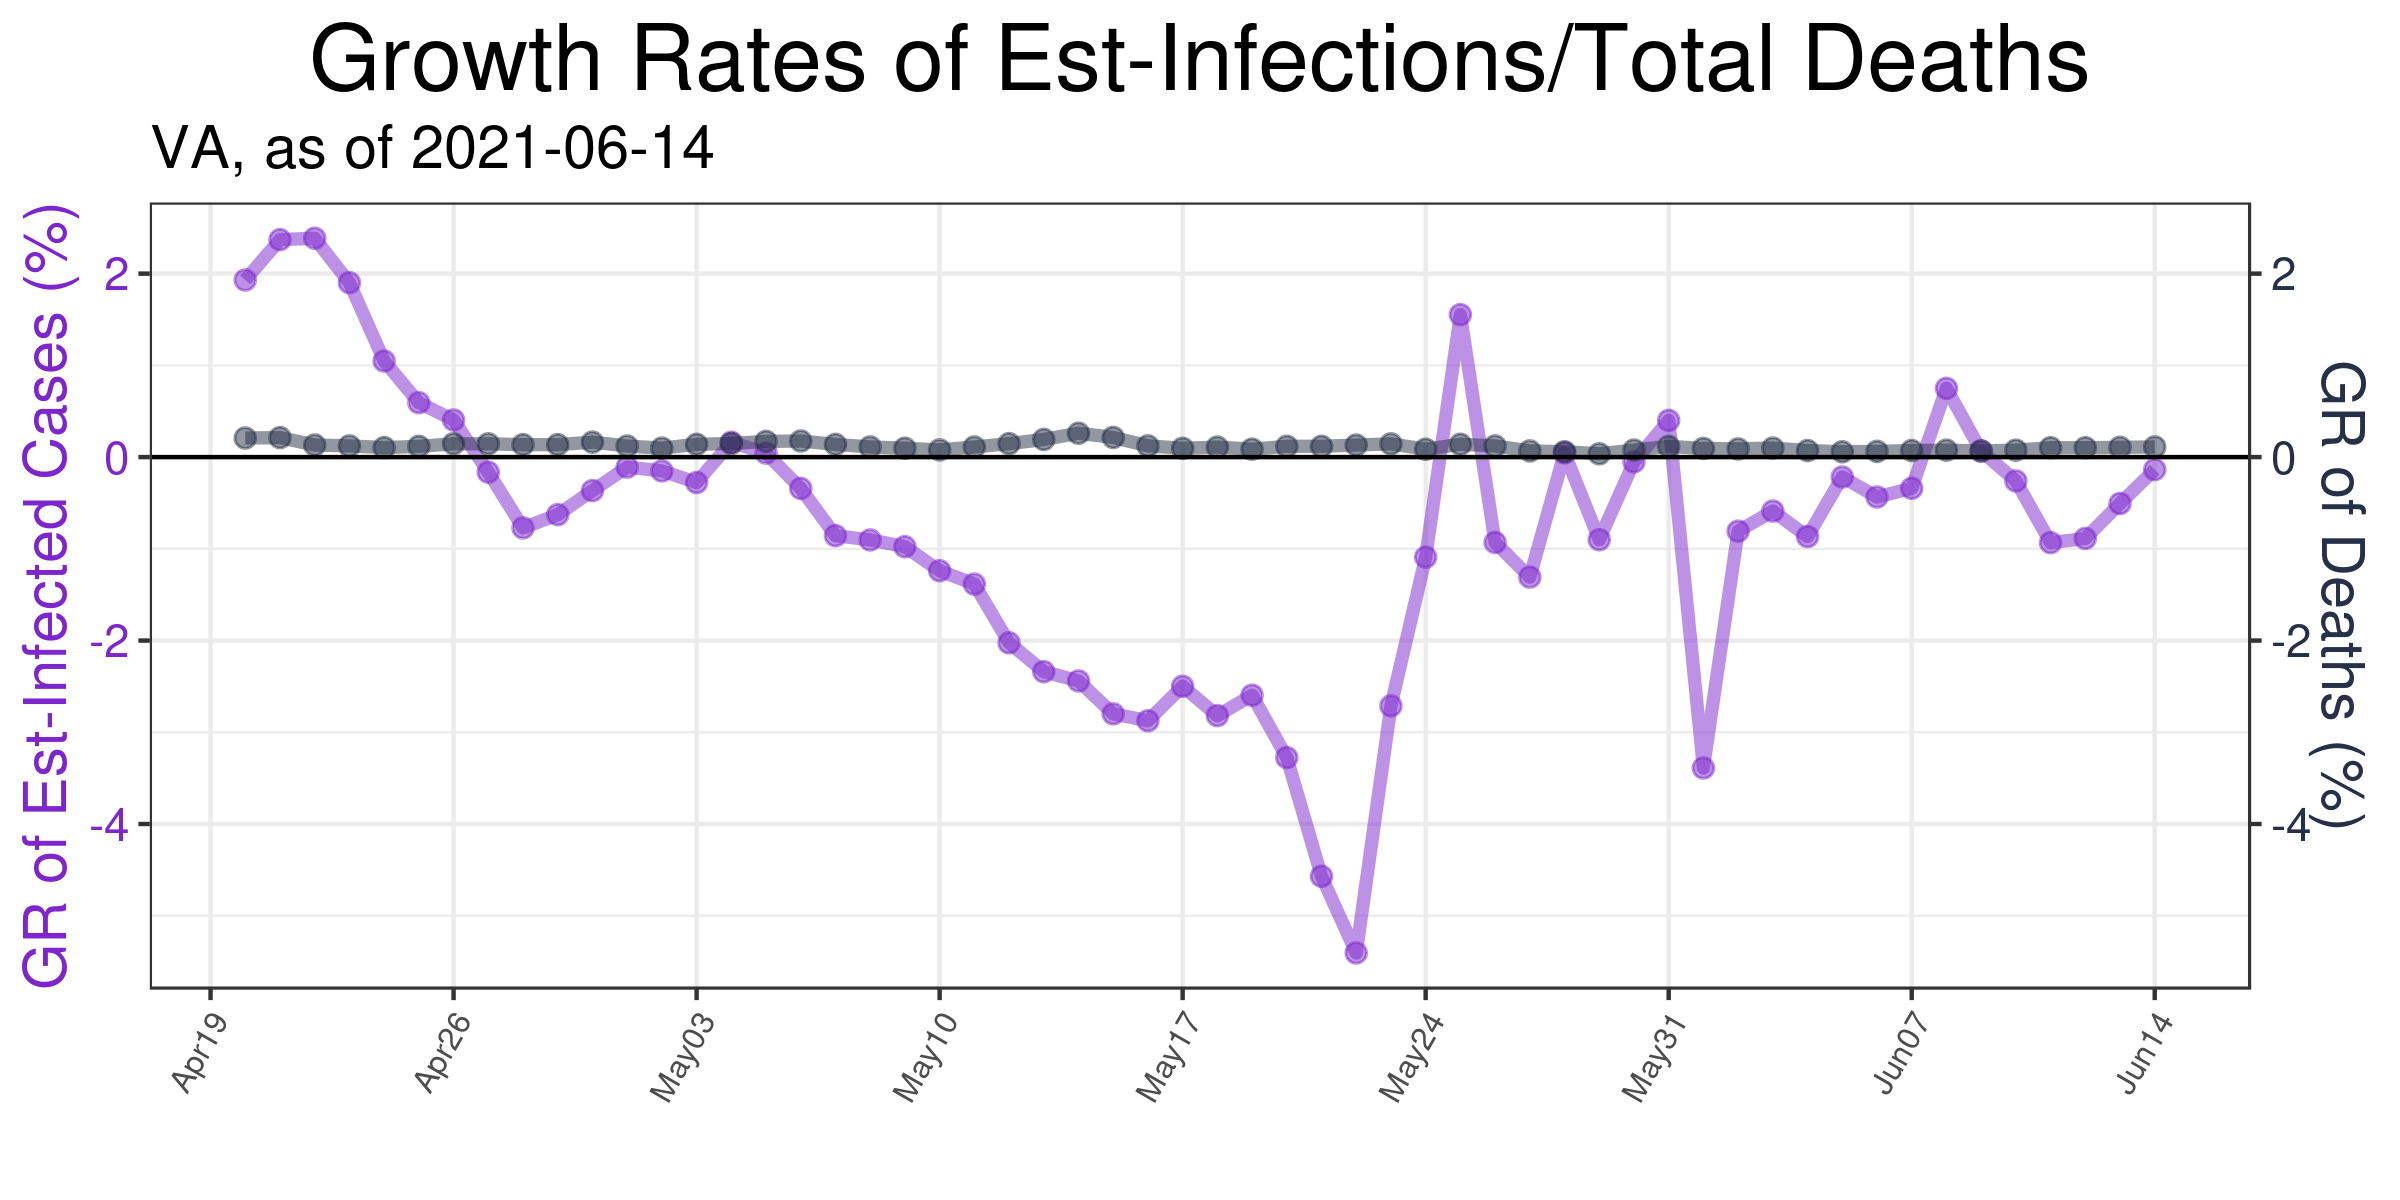 Growth Rates of Est-Infections/Total Deaths
VA, as of 2021-06-14
GR of Est-Infected Cases (%)
2
0
-2
-4
2
0
-2
-4
GR of Deaths (%)
Apr19
Apr26
May03
May10
May17
May24
May31
Jun07
Jun14